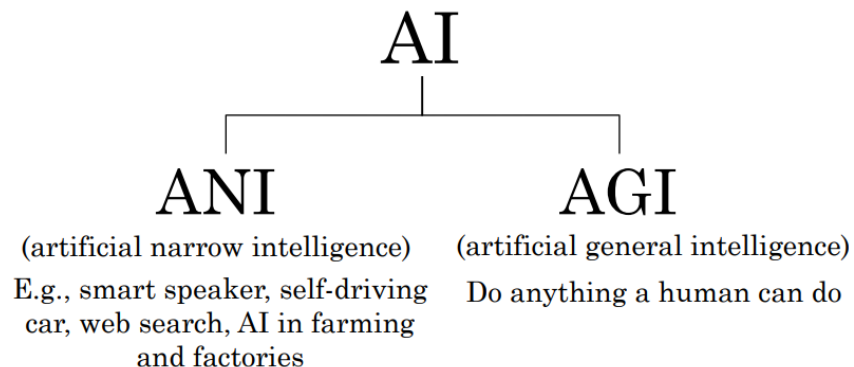 AI
ANI
(artificial narrow intelligence)
E.g., smart speaker, self-driving
car, web search, AI in farming
and factories
AGI
(artificial general intelligence)
Do anything a human can do